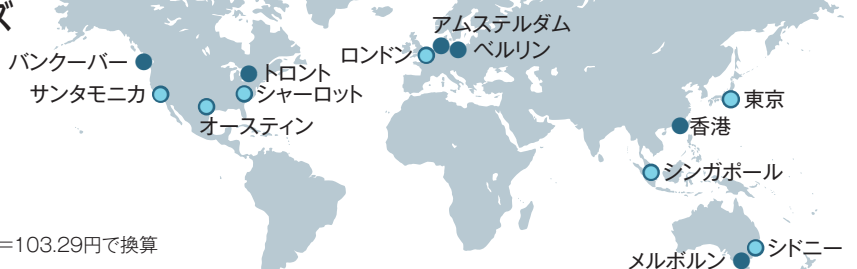 ズ
アムステルダム
ロンドン
ベルリン
バンクーバー
トロント
サンタモニカ
シャーロット
東京
オースティン
香港
シンガポール
=103.29円で換算
シドニー
メルボルン